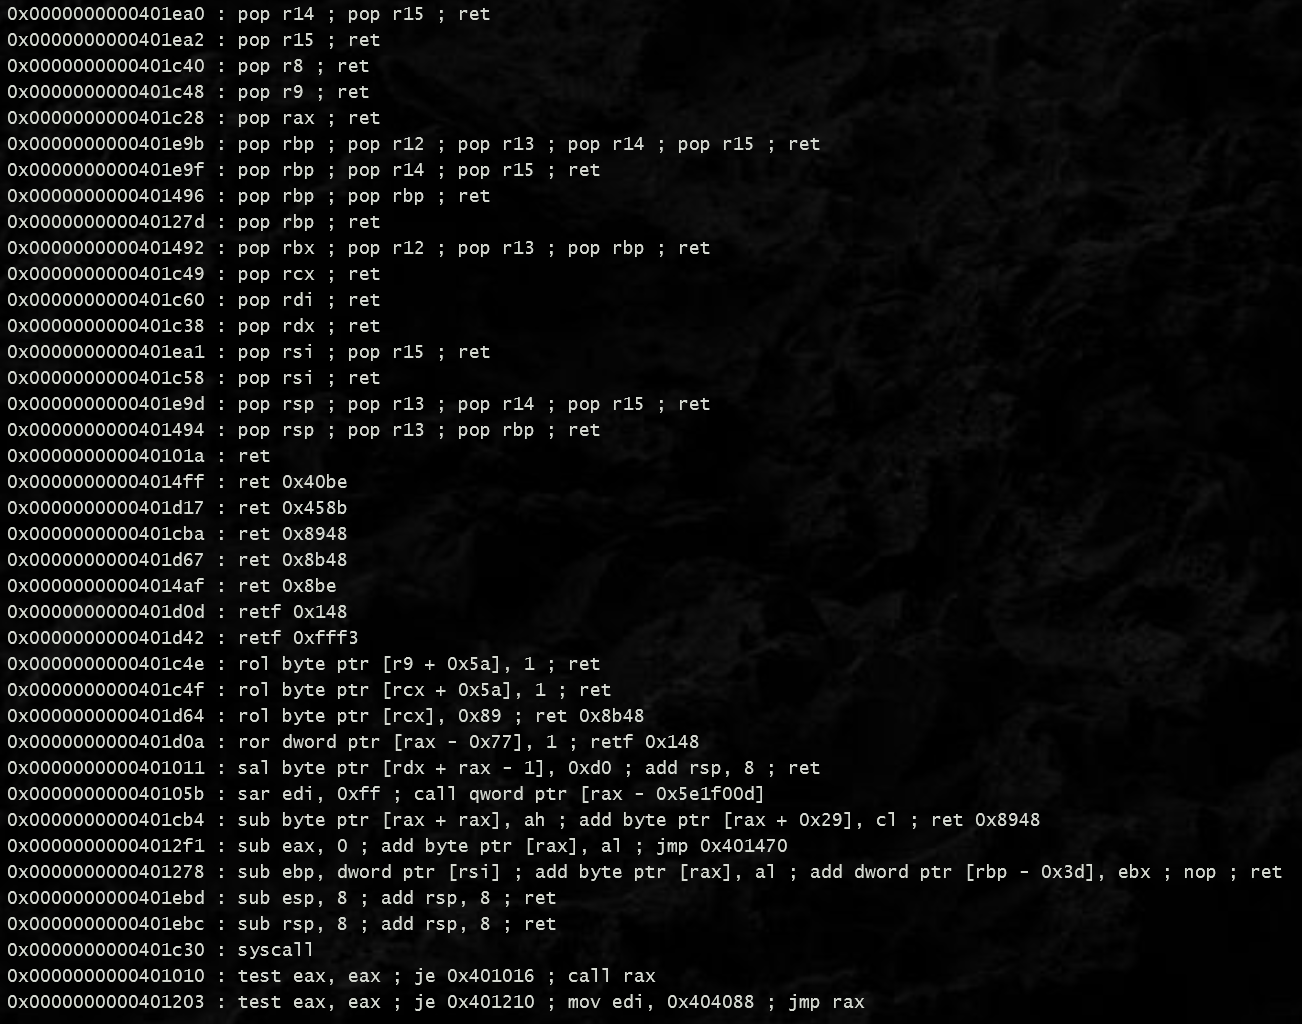 0x0000000000401ea0 : pop r14 ; pop r15 ; ret
0x0000000000401ea2 : pop r15 ; ret
0x0000000000401c40 : pop r8 ; ret
0x0000000000401c48 : pop r9 ; ret
0x0000000000401c28 : pop rax ; ret
0x0000000000401e9b : pop rbp ; pop r12 ; pop r13 ; pop r14 ; pop r15 ; ret
0x0000000000401e9f : pop rbp ; pop r14 ; pop r15 ; ret
0x0000000000401496 : pop rbp ; pop rbp ; ret
0x000000000040127d : pop rbp ; ret
0x0000000000401492 : pop rbx ; pop r12 ; pop r13 ; pop rbp ; ret
0x0000000000401c49 : pop rcx ; ret
0x0000000000401c60 : pop rdi ; ret
0x0000000000401c38 : pop rdx ; ret
0x0000000000401ea1 : pop rsi ; pop r15 ; ret
0x0000000000401c58 : pop rsi ; ret
0x0000000000401e9d : pop rsp ; pop r13 ; pop r14 ; pop r15 ; ret
0x0000000000401494 : pop rsp ; pop r13 ; pop rbp ; ret
0x000000000040101a : ret
0x00000000004014ff : ret 0x40be
0x0000000000401d17 : ret 0x458b
0x0000000000401cba : ret 0x8948
0x0000000000401d67 : ret 0x8b48
0x00000000004014af : ret 0x8be
0x0000000000401d0d : retf 0x148
0x0000000000401d42 : retf 0xfff3
0x0000000000401c4e : rol byte ptr [r9 + 0x5a], 1 ; ret
0x0000000000401c4f : rol byte ptr [rcx + 0x5a], 1 ; ret
0x0000000000401d64 : rol byte ptr [rcx], 0x89 ; ret 0x8b48
0x0000000000401d0a : ror dword ptr [rax - 0x77], 1 ; retf 0x148
0x0000000000401011 : sal byte ptr [rdx + rax - 1], 0xd0 ; add rsp, 8 ; ret
0x000000000040105b : sar edi, 0xff ; call qword ptr [rax - 0x5e1f00d]
0x0000000000401cb4 : sub byte ptr [rax + rax], ah ; add byte ptr [rax + 0x29], cl ; ret 0x8948
0x00000000004012f1 : sub eax, 0 ; add byte ptr [rax], al ; jmp 0x401470
0x0000000000401278 : sub ebp, dword ptr [rsi] ; add byte ptr [rax], al ; add dword ptr [rbp - 0x3d], ebx ; nop ; ret
0x0000000000401ebd : sub esp, 8 ; add rsp, 8 ; ret
0x0000000000401ebc : sub rsp, 8 ; add rsp, 8 ; ret
0x0000000000401c30 : syscall
0x0000000000401010 : test eax, eax ; je 0x401016 ; call rax
0x0000000000401203 : test eax, eax ; je 0x401210 ; mov edi, 0x404088 ; jmp rax